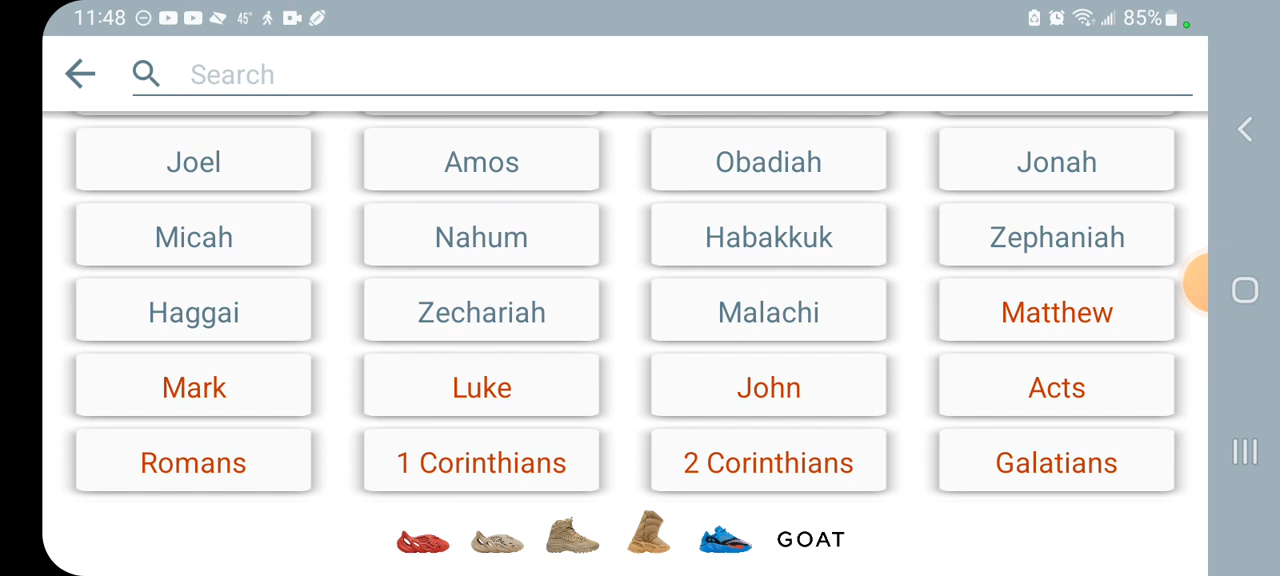 11:48 45° 85%
Search
Joel Amos Obadiah Jonah
Micah Nahum Habakkuk Zephaniah
Haggai Zechariah Malachi Matthew
Mark Luke John Acts
Romans 1 Corinthians 2 Corinthians Galatians
GOAT